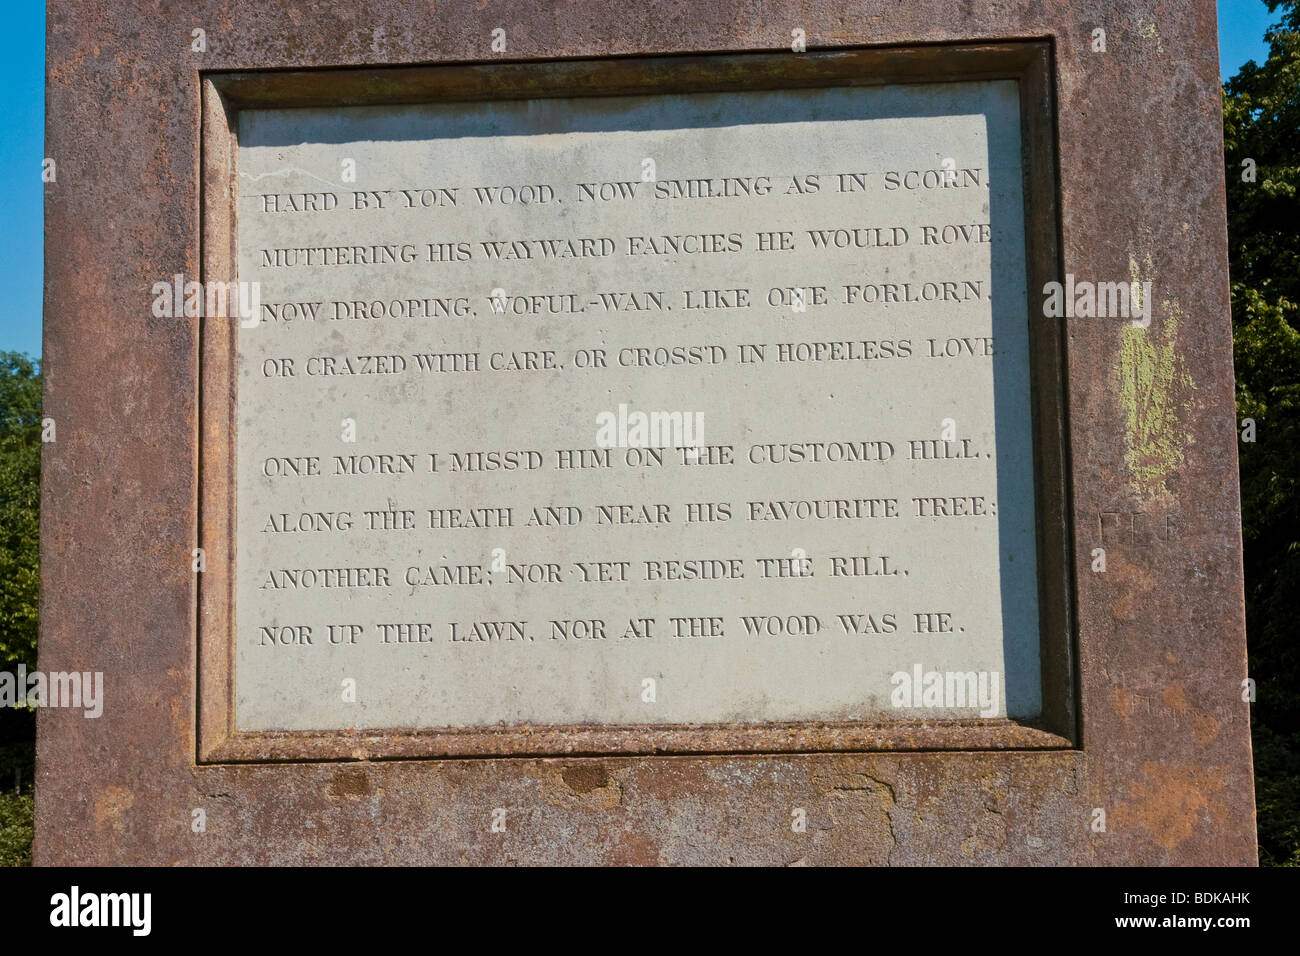 HARD BY YON WOOD, NOW SMILING AS IN SCORN,
MUTTERING HIS WAYWARD FANCIES HE WOULD ROVE
NOW DROOPING, WOFUL-WAN, LIKE ONE FORLORN,
OR CRAZED WITH CARE, OR CROSS'D IN HOPELESS LOVE
ONE MORN I MISS'D HIM ON THE CUSTOM'D HILL,
ALONG THE HEATH AND NEAR HIS FAVOURITE TREE;
ANOTHER CAME; NOR YET BESIDE THE RILL,
NOR UP THE LAWN, NOR AT THE WOOD WAS HE.
alamy
alamy
alamy
alamy
alamy
alamy
Image ID: BDKAHK
www.alamy.com